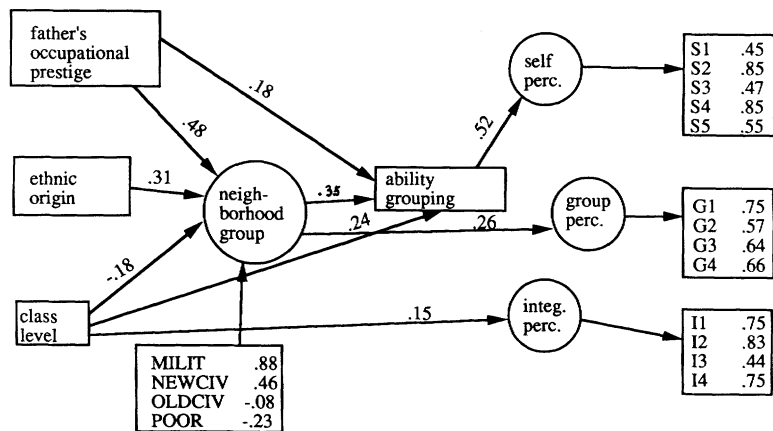 father's
occupational
prestige
.18
.48
ethnic
origin
.31
neigh-
borhood
group
.35
ability
grouping
.52
self
perc.
S1 .45
S2 .85
S3 .47
S4 .85
S5 .55
.24
.26
group
perc.
G1 .75
G2 .57
G3 .64
G4 .66
-.18
class
level
.15
integ.
perc.
I1 .75
I2 .83
I3 .44
I4 .75
MILIT .88
NEWCIV .46
OLDCIV -.08
POOR -.23